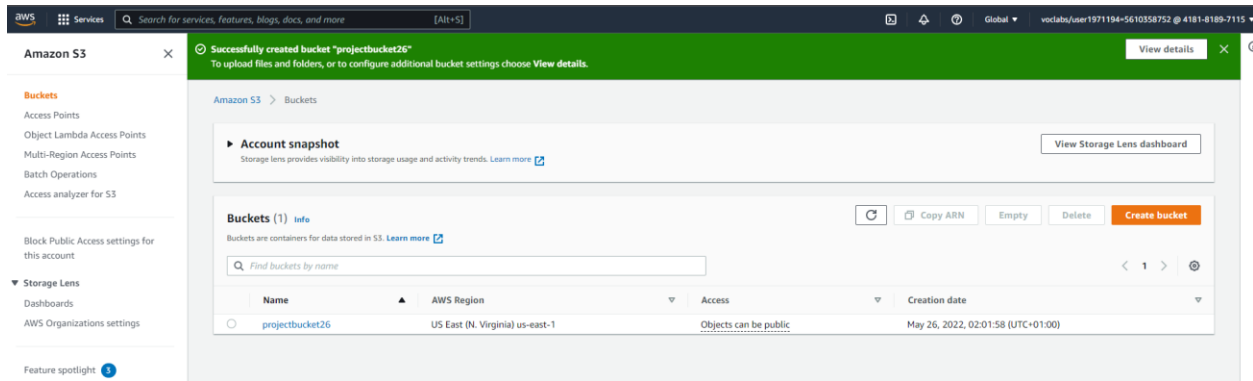 aws
Services
Search for services, features, blogs, docs, and more
[Alt+S]
Global
voclabs/user1971194=5610358752 @ 4181-8189-7115
Amazon S3
Buckets
Access Points
Object Lambda Access Points
Multi-Region Access Points
Batch Operations
Access analyzer for S3
Block Public Access settings for
this account
Storage Lens
Dashboards
AWS Organizations settings
Feature spotlight 3
Successfully created bucket "projectbucket26"
To upload files and folders, or to configure additional bucket settings choose View details.
View details
Amazon S3 > Buckets
Account snapshot
Storage lens provides visibility into storage usage and activity trends. Learn more
View Storage Lens dashboard
Buckets (1) Info
Buckets are containers for data stored in S3. Learn more
Copy ARN
Empty
Delete
Create bucket
Find buckets by name
1
Name AWS Region Access Creation date
projectbucket26 US East (N. Virginia) us-east-1 Objects can be public May 26, 2022, 02:01:58 (UTC+01:00)